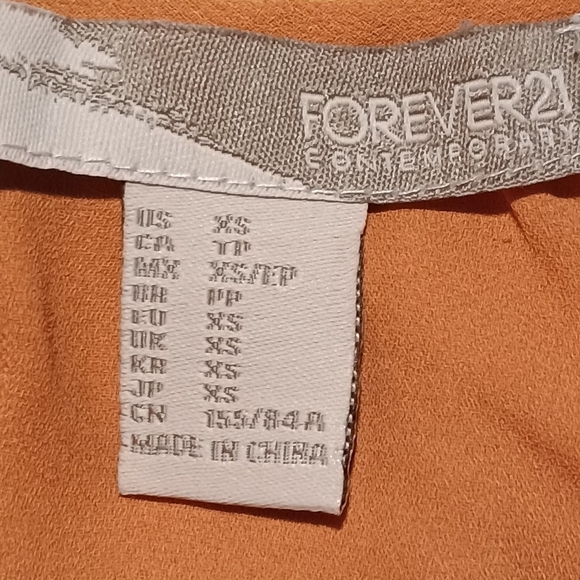 FOREVER21
CONTEMPORARY
US XS
CA TP
MX XS/EP
BR PP
EU XS
UK XS
KR XS
JP XS
CN 155/84A
MADE IN CHINA